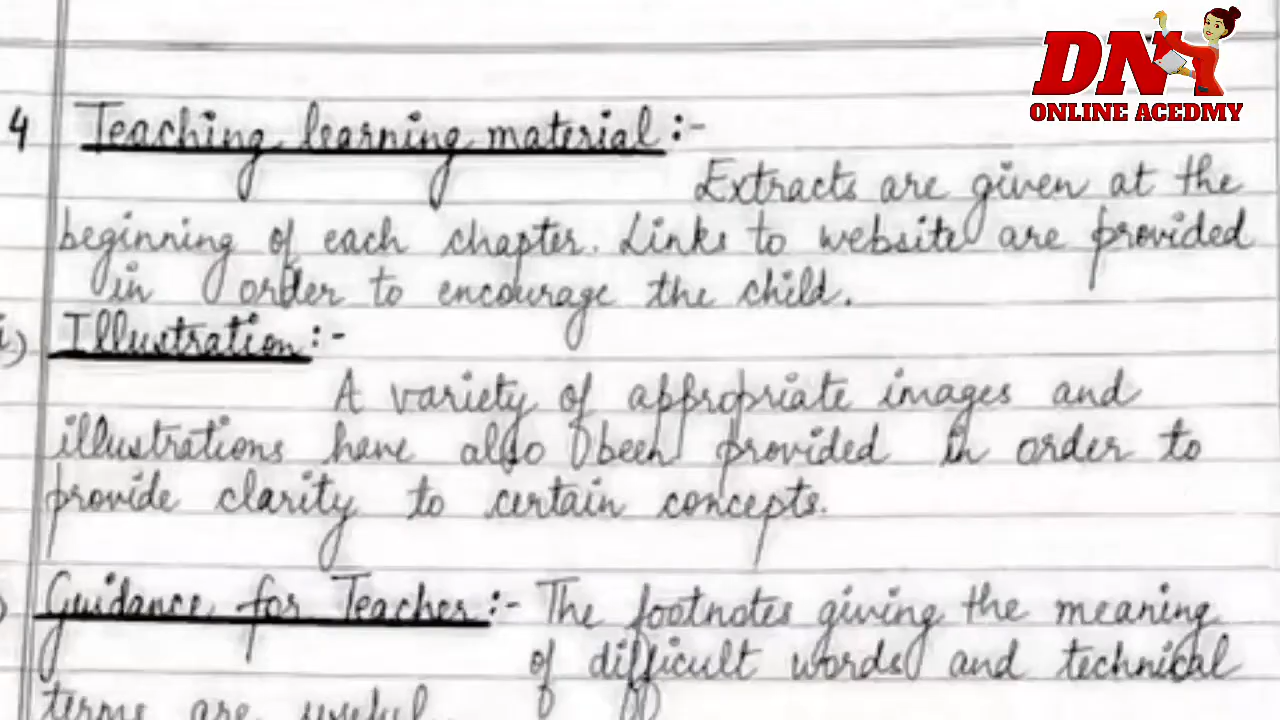 DN
ONLINE ACEDMY
4 Teaching learning material :-
Extracts are given at the
beginning of each chapter. Links to website are provided
in order to encourage the child.
i.) Illustration :-
A variety of appropriate images and
illustrations have also been provided in order to
provide clarity to certain concepts.
) Guidance for Teacher :- The footnotes giving the meaning
of difficult words and technical
terms are useful.